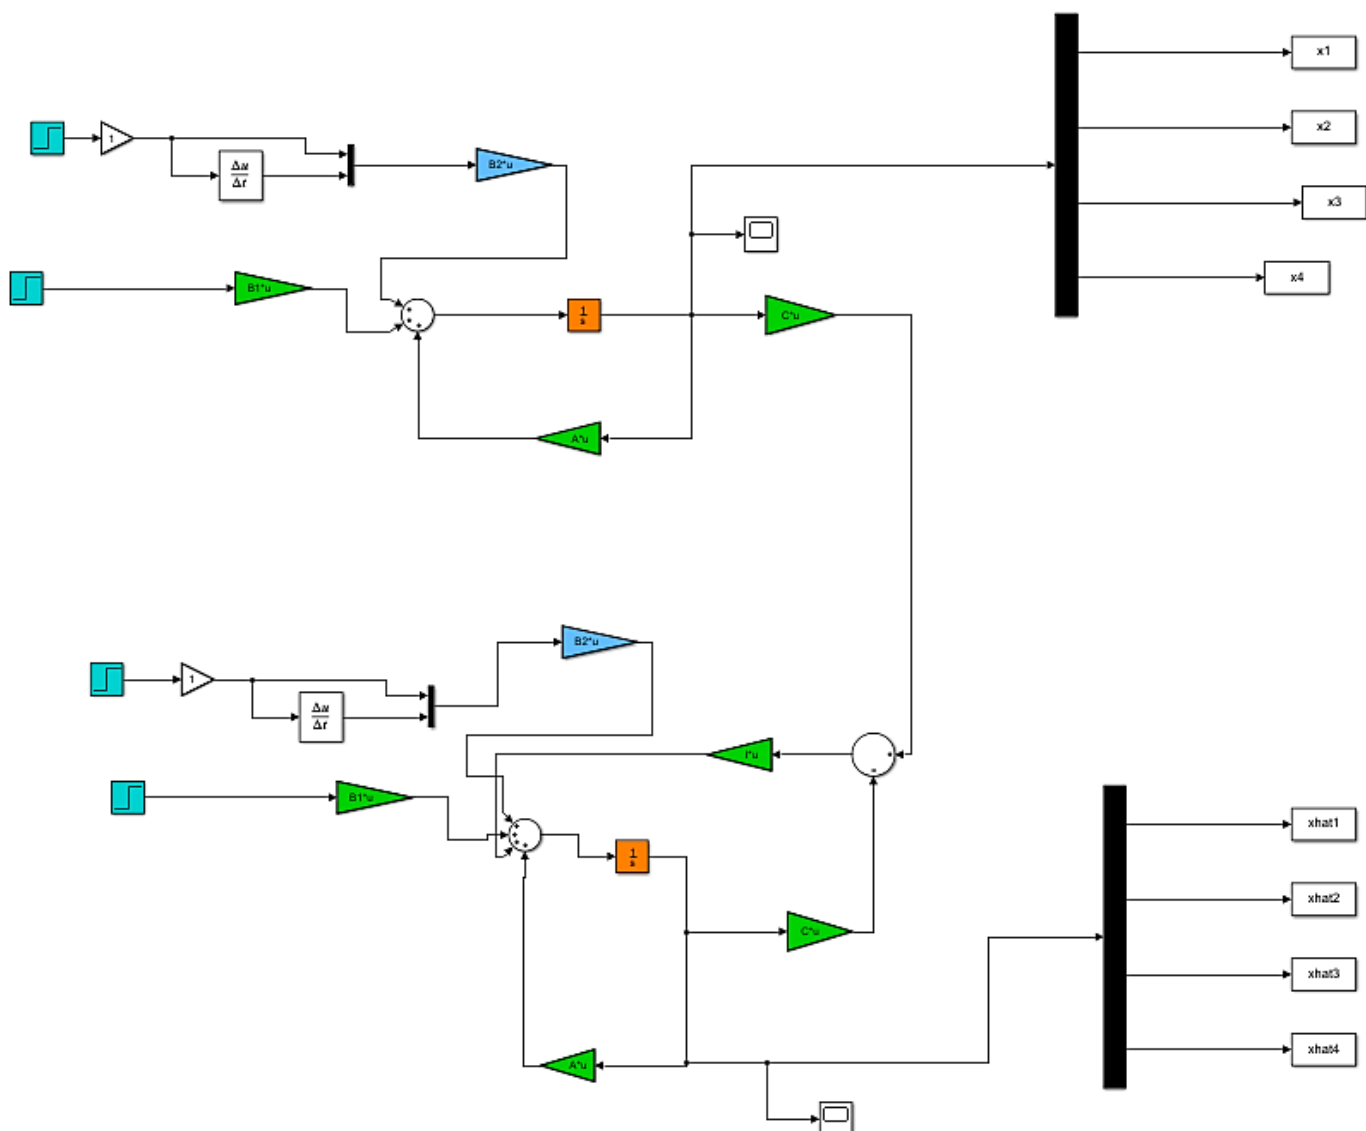 x1
x2
1
Δu
Δt
B2*u
x3
x4
B1*u
1
s
C*u
A*u
B2*u
1
Δu
Δt
B1*u
l*u
1
s
C*u
A*u
xhat1
xhat2
xhat3
xhat4